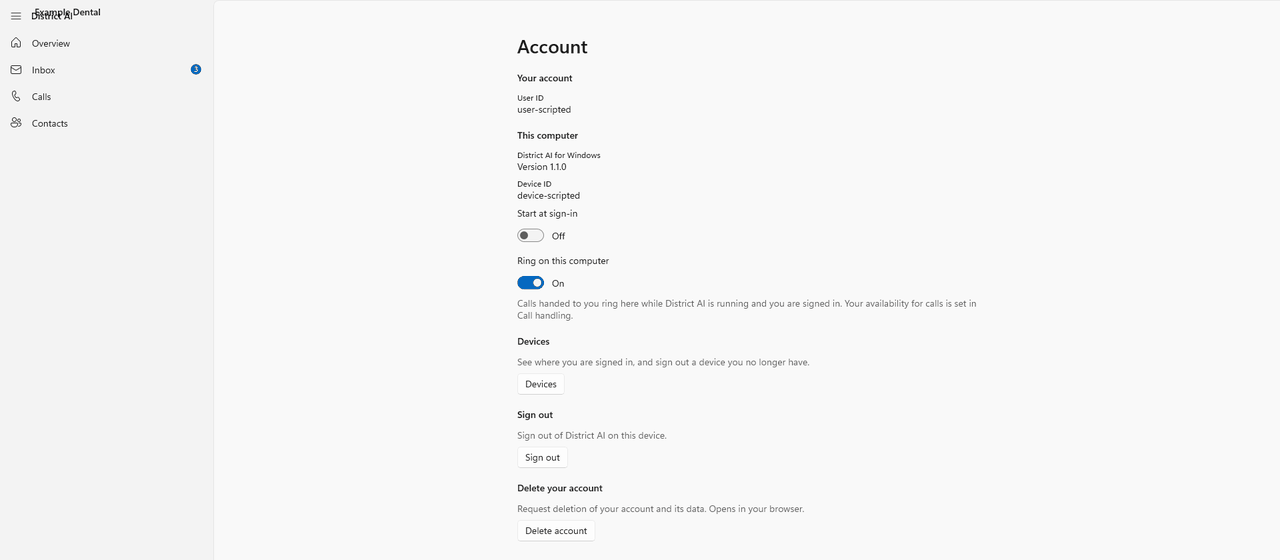 Example Dental
District AI
Overview
Inbox
3
Calls
Contacts
Account
Your account
User ID
user-scripted
This computer
District AI for Windows
Version 1.1.0
Device ID
device-scripted
Start at sign-in
Off
Ring on this computer
On
Calls handed to you ring here while District AI is running and you are signed in. Your availability for calls is set in
Call handling.
Devices
See where you are signed in, and sign out a device you no longer have.
Devices
Sign out
Sign out of District AI on this device.
Sign out
Delete your account
Request deletion of your account and its data. Opens in your browser.
Delete account